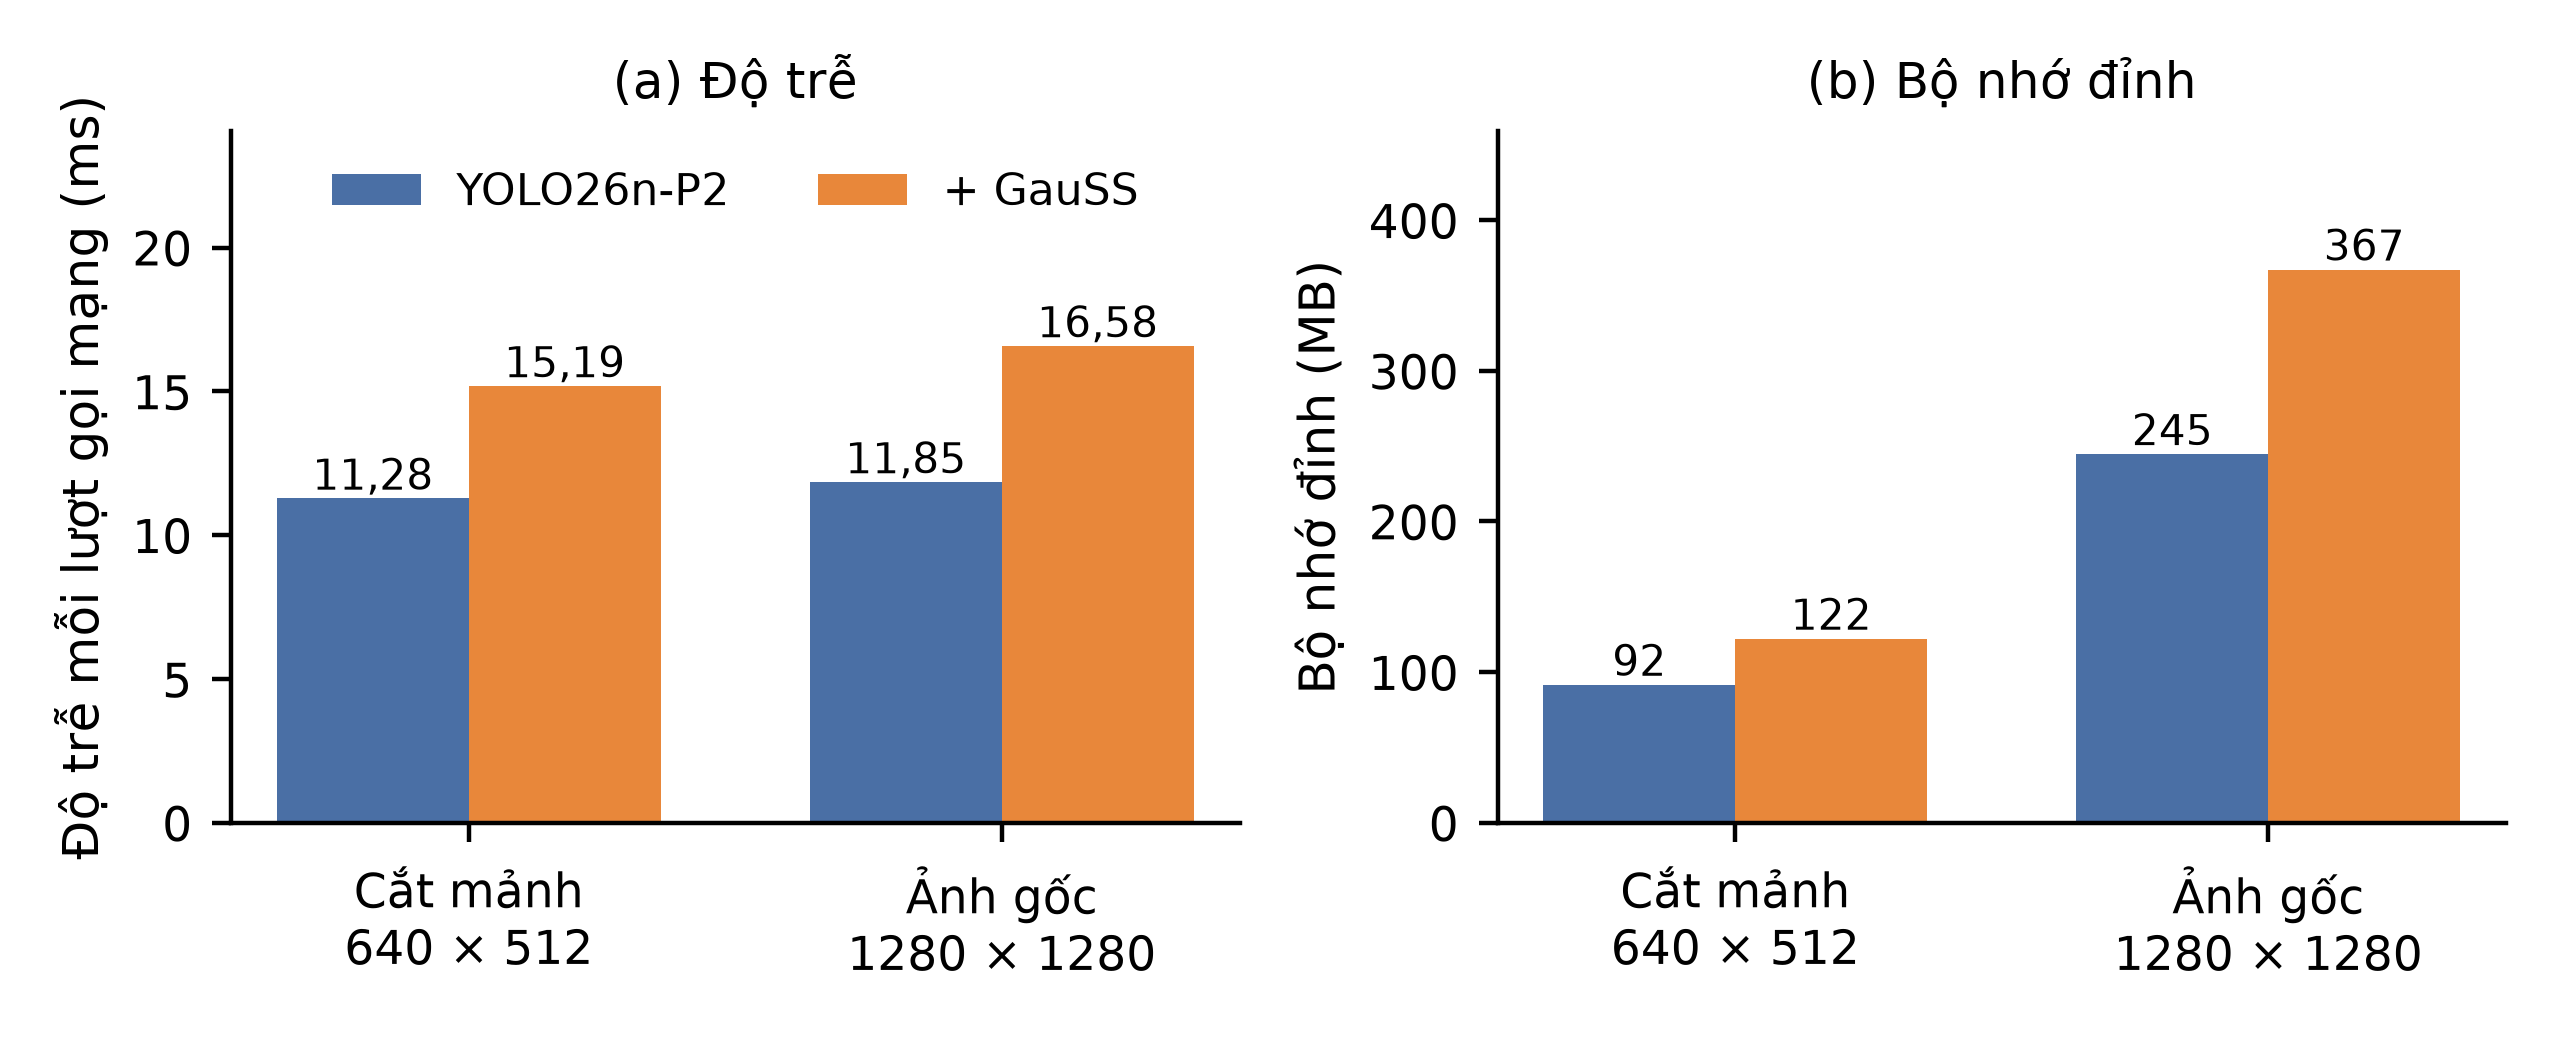 (a) Độ trễ
Độ trễ mỗi lượt gọi mạng (ms)
YOLO26n-P2
+ GauSS
20
15
10
5
0
11,28
15,19
11,85
16,58
Cắt mảnh
640 × 512
Ảnh gốc
1280 × 1280
(b) Bộ nhớ đỉnh
Bộ nhớ đỉnh (MB)
400
300
200
100
0
92
122
245
367
Cắt mảnh
640 × 512
Ảnh gốc
1280 × 1280